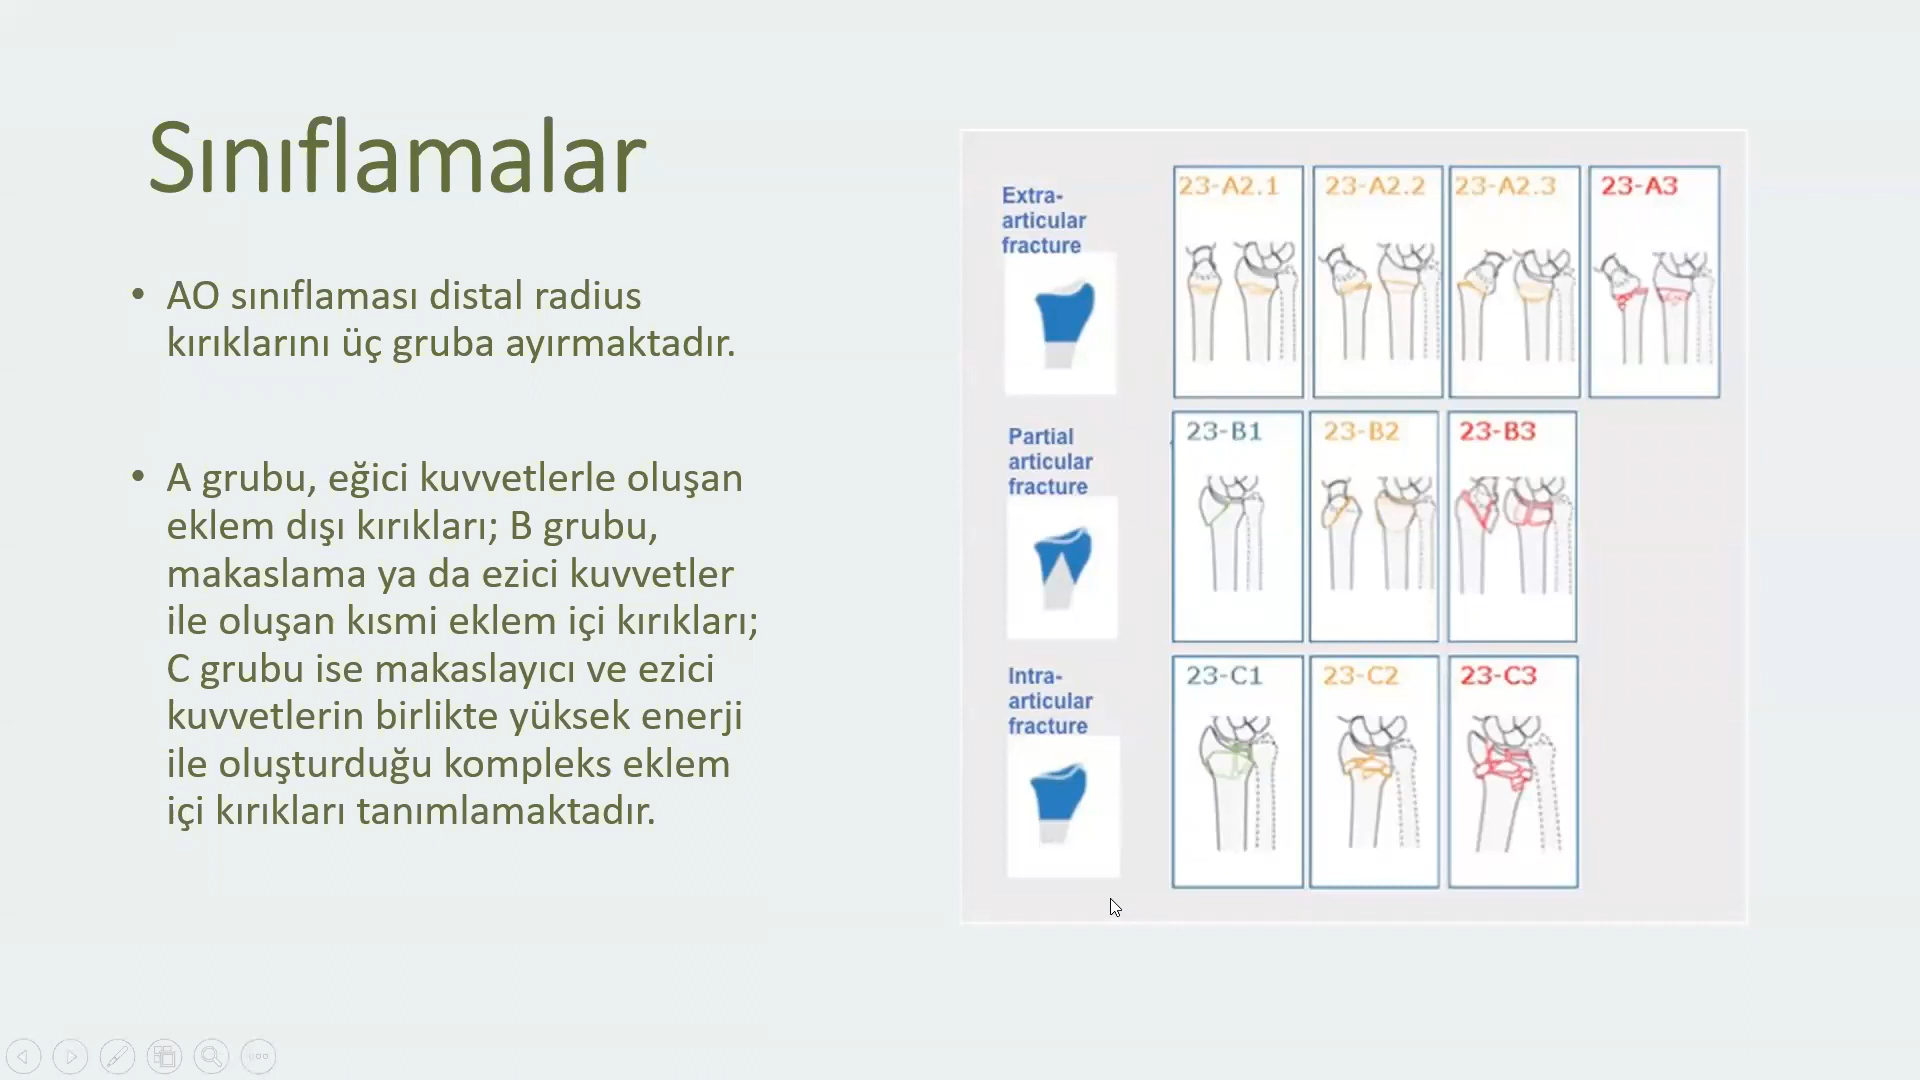 Sınıflamalar
• AO sınıflaması distal radius
kırıklarını üç gruba ayırmaktadır.
• A grubu, eğici kuvvetlerle oluşan
eklem dışı kırıkları; B grubu,
makaslama ya da ezici kuvvetler
ile oluşan kısmi eklem içi kırıkları;
C grubu ise makaslayıcı ve ezici
kuvvetlerin birlikte yüksek enerji
ile oluşturduğu kompleks eklem
içi kırıkları tanımlamaktadır.
Extra-
articular
fracture
23-A2.1
23-A2.2
23-A2.3
23-A3
Partial
articular
fracture
23-B1
23-B2
23-B3
Intra-
articular
fracture
23-C1
23-C2
23-C3